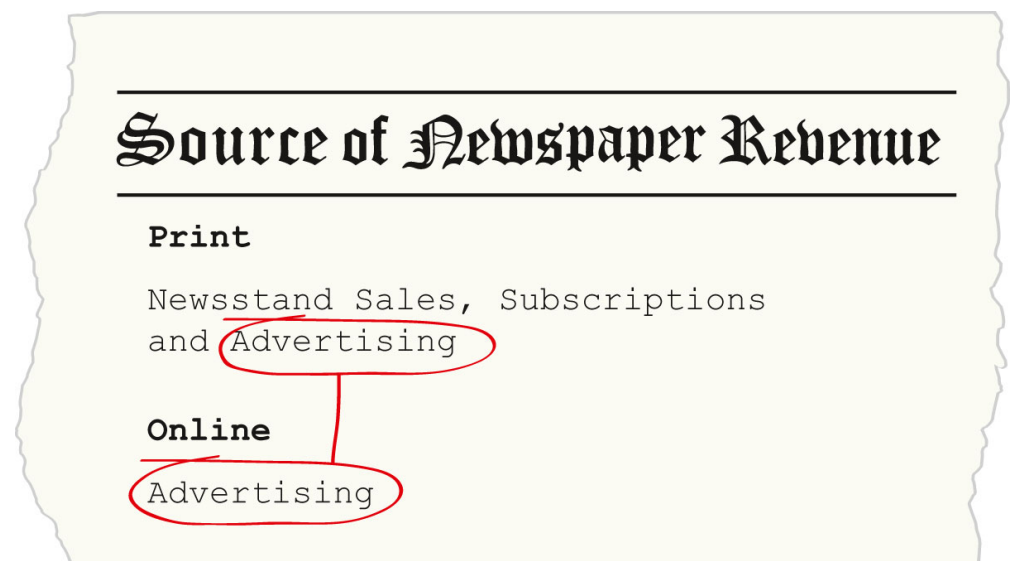 Source of Newspaper Revenue
Print
Newsstand Sales, Subscriptions
and Advertising
Online
Advertising